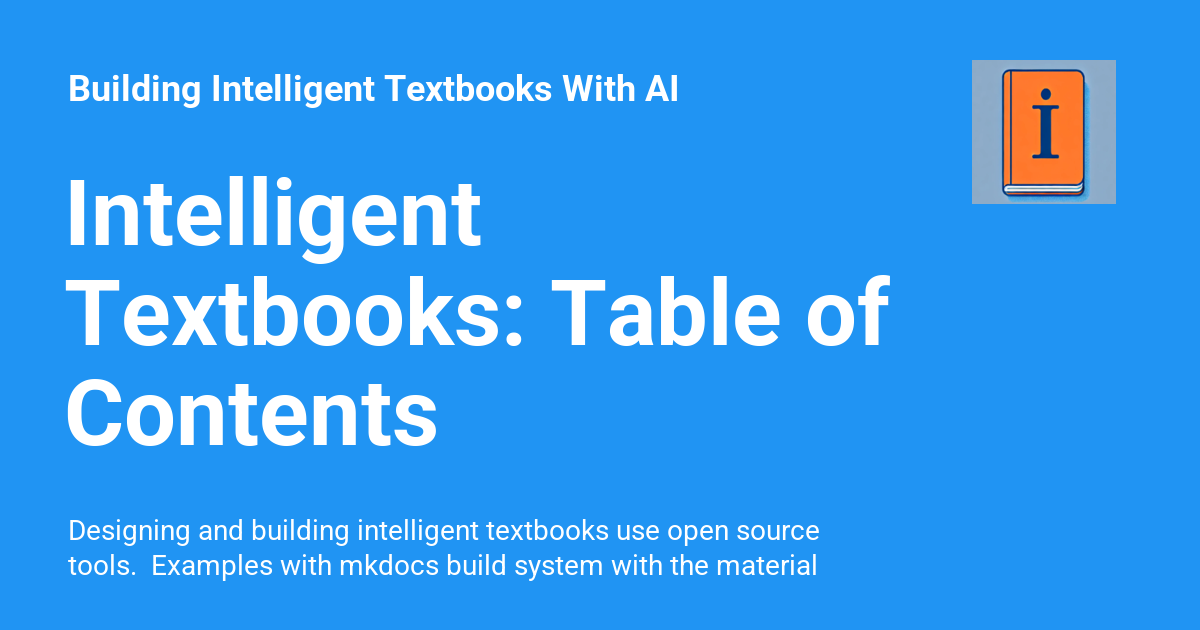 Building Intelligent Textbooks With AI
i
Intelligent
Textbooks: Table of
Contents
Designing and building intelligent textbooks use open source
tools.  Examples with mkdocs build system with the material